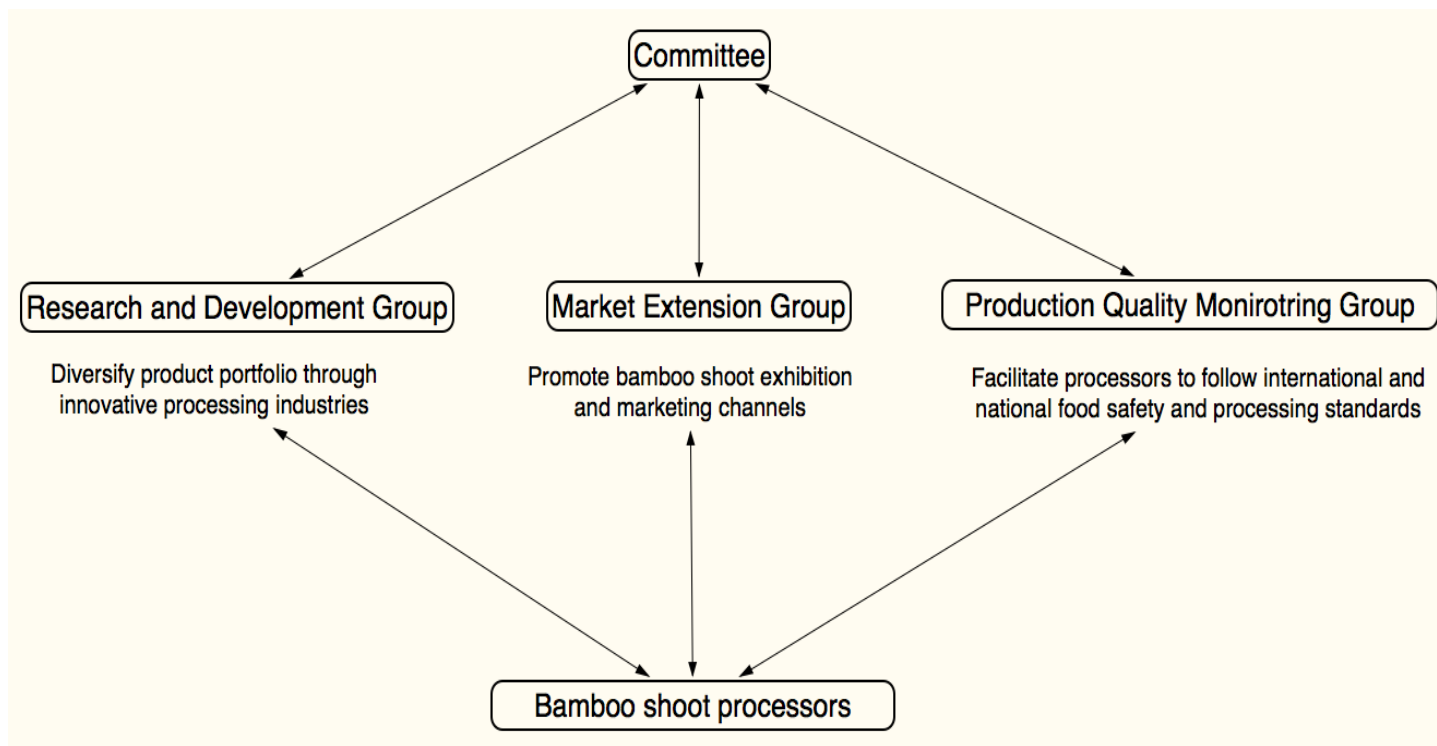 Committee
Research and Development Group
Market Extension Group
Production Quality Monirotring Group
Diversify product portfolio through
innovative processing industries
Promote bamboo shoot exhibition
and marketing channels
Facilitate processors to follow international and
national food safety and processing standards
Bamboo shoot processors